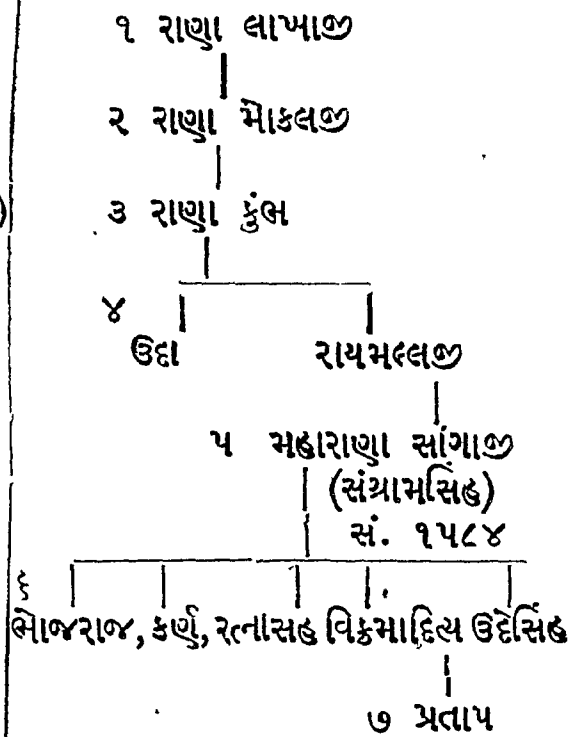 ૧ રાણા લાખાજી
૨ રાણા મોકલજી
૩ રાણા કુંભ
૪
ઉદા રાયમલ્લજી
૫ મહારાણા સાંગાજી
(સંગ્રામસિંહ)
સં. ૧૫૮૪
૬
ભોજરાજ, કર્ણ, રત્નાસહ વિક્રમાદિત્ય ઉદેસિંહ
૭ પ્રતાપ